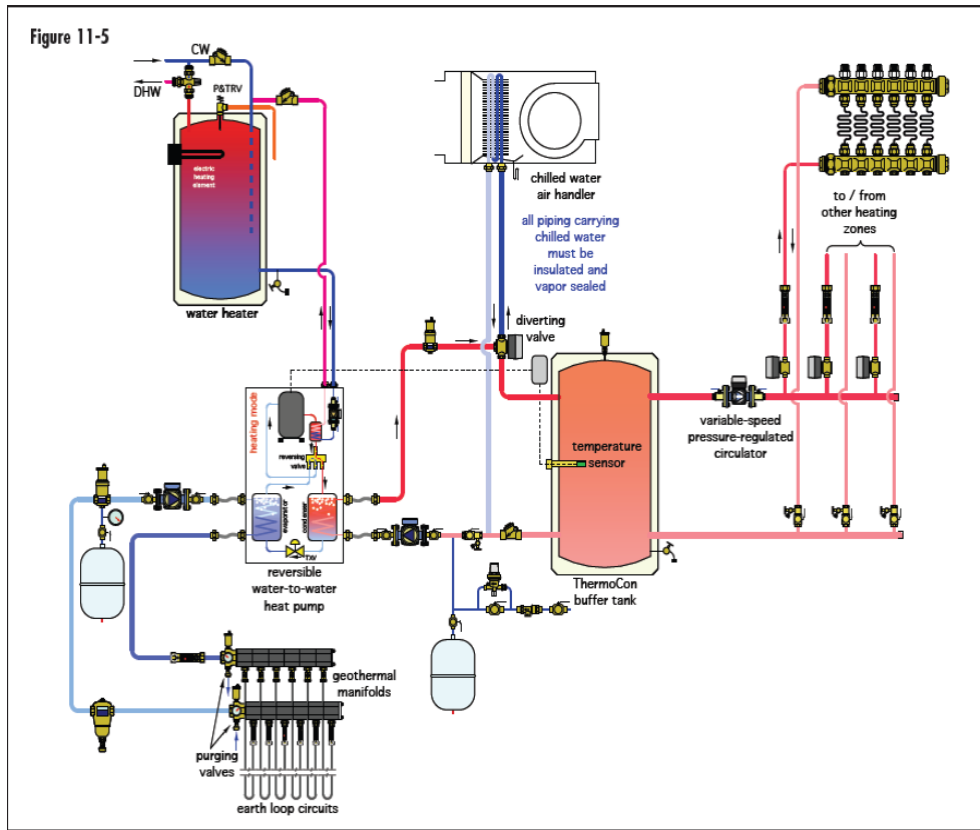 Figure 11-5
CW
DHW
P&TRV
electric
heating
element
water heater
chilled water
air handler
all piping carrying
chilled water
must be
insulated and
vapor sealed
diverting
valve
to / from
other heating
zones
variable-speed
pressure-regulated
circulator
temperature
sensor
ThermoCon
buffer tank
heating mode
reversing
valve
evaporator
condenser
TXV
reversible
water-to-water
heat pump
geothermal
manifolds
purging
valves
earth loop circuits